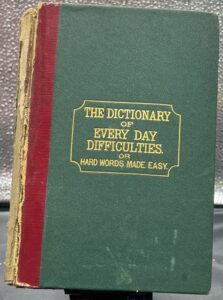 THE DICTIONARY
OF
EVERY DAY
DIFFICULTIES.
OR
HARD WORDS MADE EASY.